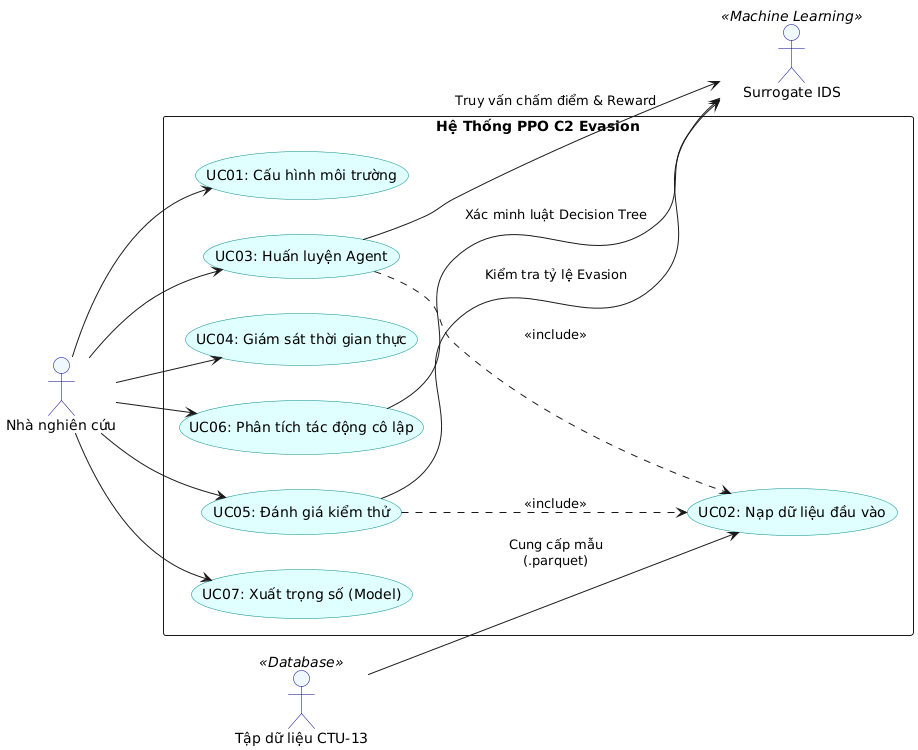 «Machine Learning»
Surrogate IDS
Truy vấn chấm điểm & Reward
Hệ Thống PPO C2 Evasion
UC01: Cấu hình môi trường
Xác minh luật Decision Tree
UC03: Huấn luyện Agent
Kiểm tra tỷ lệ Evasion
«include»
UC04: Giám sát thời gian thực
Nhà nghiên cứu
UC06: Phân tích tác động cô lập
«include»
UC05: Đánh giá kiểm thử
UC02: Nạp dữ liệu đầu vào
Cung cấp mẫu
(.parquet)
UC07: Xuất trọng số (Model)
«Database»
Tập dữ liệu CTU-13